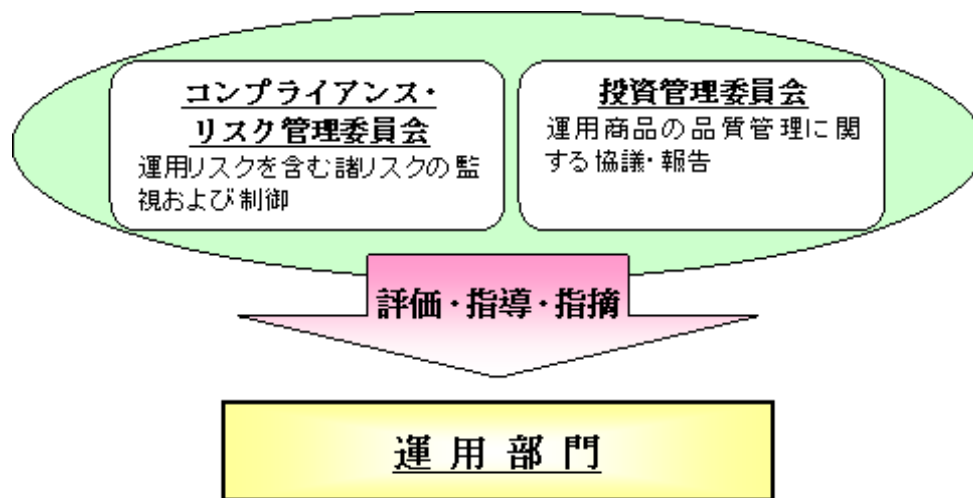 コンプライアンス・
リスク管理委員会
運用リスクを含む諸リスクの監
視および制御
投資管理委員会
運用商品の品質管理に関
する協議・報告
評価・指導・指摘
運用部門